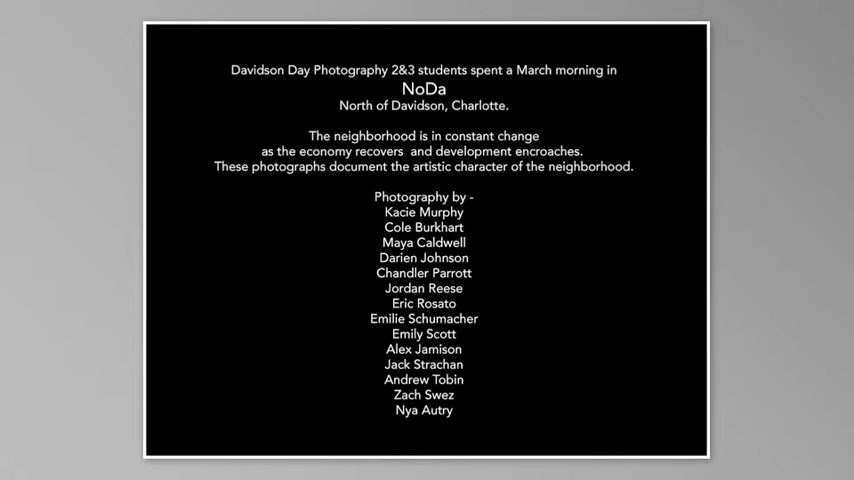 Davidson Day Photography 2&3 students spent a March morning in
NoDa
North of Davidson, Charlotte.
The neighborhood is in constant change
as the economy recovers and development encroaches.
These photographs document the artistic character of the neighborhood.
Photography by -
Kacie Murphy
Cole Burkhart
Maya Caldwell
Darien Johnson
Chandler Parrott
Jordan Reese
Eric Rosato
Emilie Schumacher
Emily Scott
Alex Jamison
Jack Strachan
Andrew Tobin
Zach Swez
Nya Autry